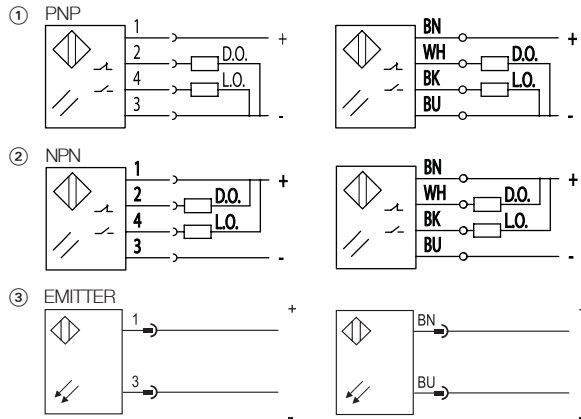 ① PNP
1 +
2 D.O.
4 L.O.
3 -
BN +
WH D.O.
BK L.O.
BU -
② NPN
1 +
2 D.O.
4 L.O.
3 -
BN +
WH D.O.
BK L.O.
BU -
③ EMITTER
1 +
3 -
BN
BU